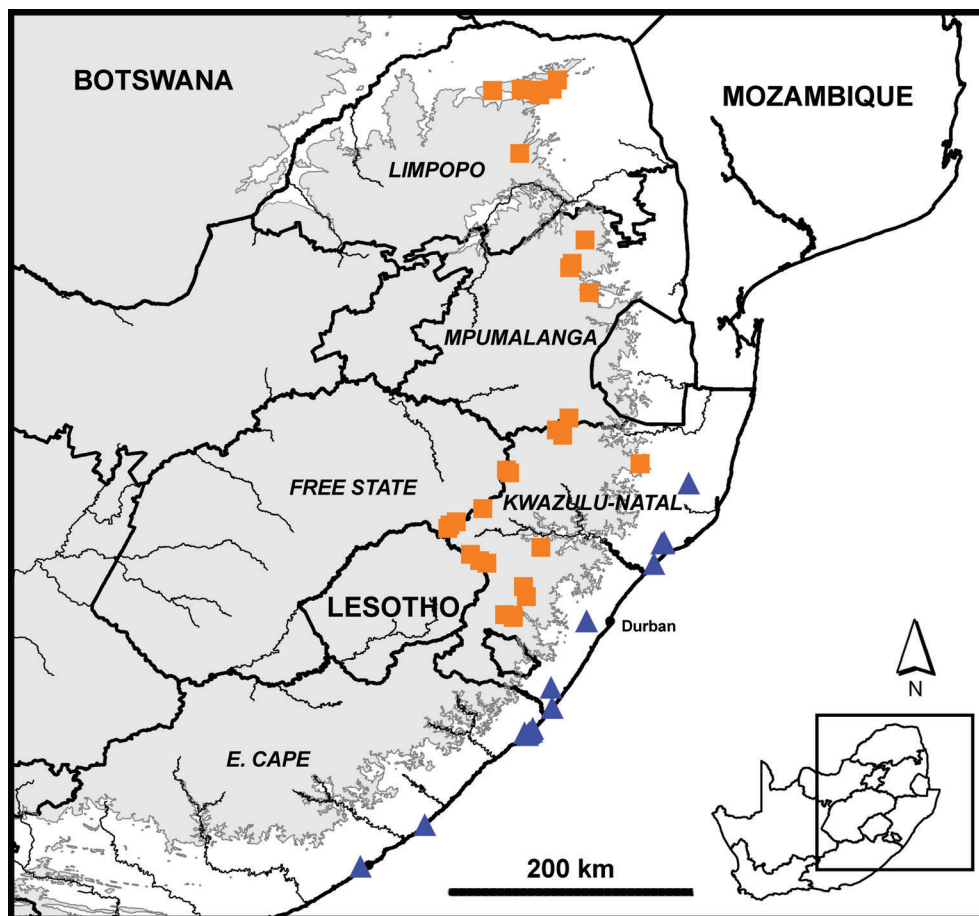 BOTSWANA
MOZAMBIQUE
LIMPOPO
MPUMALANGA
FREE STATE
KWAZULU-NATAL
LESOTHO
Durban
N
E. CAPE
200 km